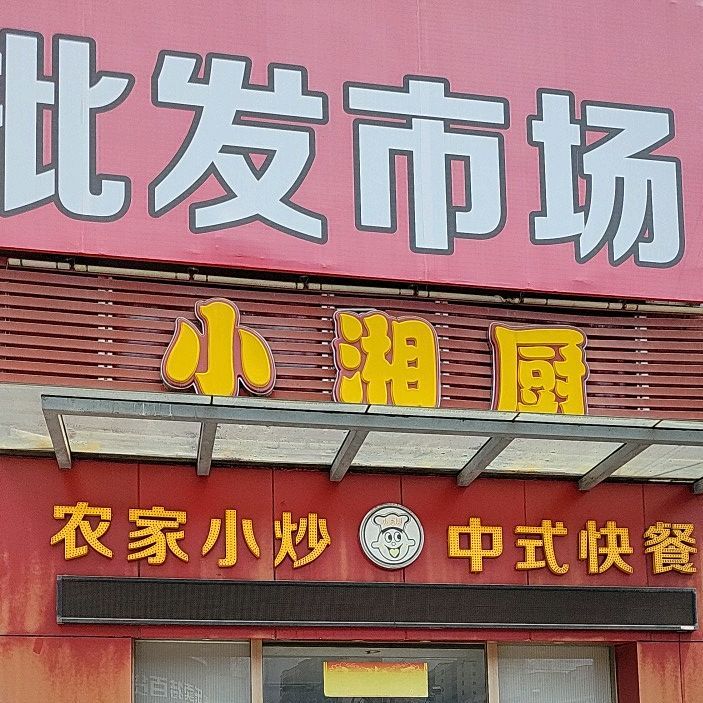 批发市场
小湘厨
农家小炒 中式快餐